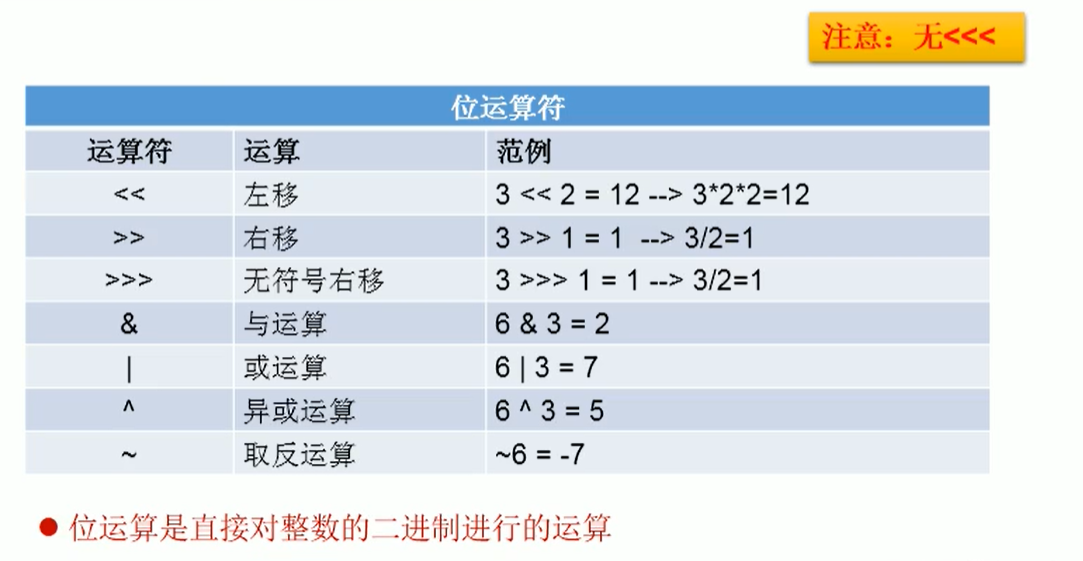 注意：无<<<
位运算符
运算符 运算 范例
<< 左移 3 << 2 = 12 --> 3*2*2=12
>> 右移 3 >> 1 = 1 --> 3/2=1
>>> 无符号右移 3 >>> 1 = 1 --> 3/2=1
& 与运算 6 & 3 = 2
| 或运算 6 | 3 = 7
^ 异或运算 6 ^ 3 = 5
~ 取反运算 ~6 = -7
● 位运算是直接对整数的二进制进行的运算